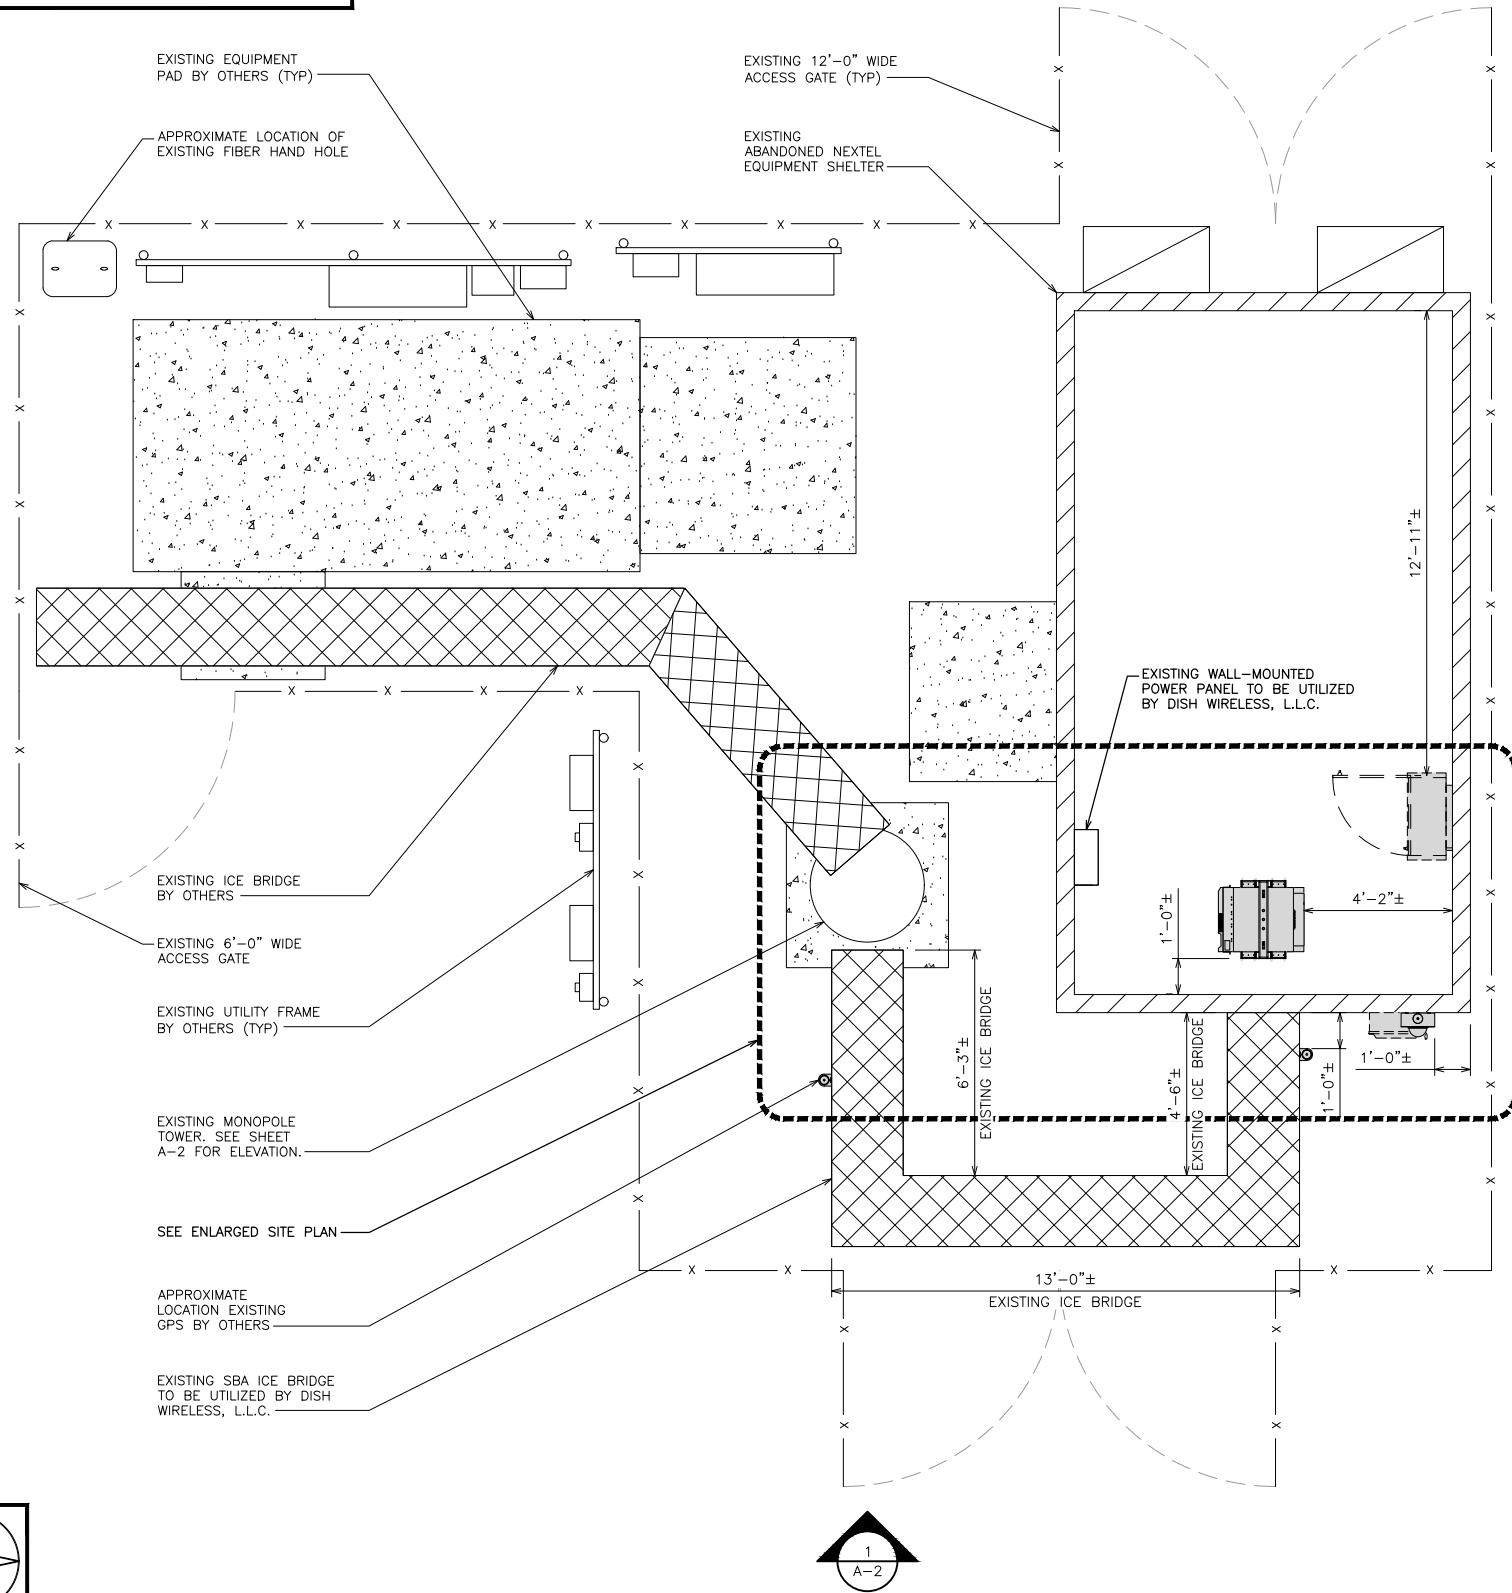 EXISTING EQUIPMENT
PAD BY OTHERS (TYP)
EXISTING 12'-0" WIDE
ACCESS GATE (TYP)
APPROXIMATE LOCATION OF
EXISTING FIBER HAND HOLE
EXISTING
ABANDONED NEXTEL
EQUIPMENT SHELTER
12'-11"±
EXISTING WALL-MOUNTED
POWER PANEL TO BE UTILIZED
BY DISH WIRELESS, L.L.C.
EXISTING ICE BRIDGE
BY OTHERS
1'-0"±
4'-2"±
EXISTING 6'-0" WIDE
ACCESS GATE
EXISTING UTILITY FRAME
BY OTHERS (TYP)
6'-3"±
EXISTING ICE BRIDGE
4'-6"±
EXISTING ICE BRIDGE
1'-0"±
1'-0"±
EXISTING MONOPOLE
TOWER. SEE SHEET
A-2 FOR ELEVATION.
SEE ENLARGED SITE PLAN
13'-0"±
EXISTING ICE BRIDGE
APPROXIMATE
LOCATION EXISTING
GPS BY OTHERS
EXISTING SBA ICE BRIDGE
TO BE UTILIZED BY DISH
WIRELESS, L.L.C.
1
A-2